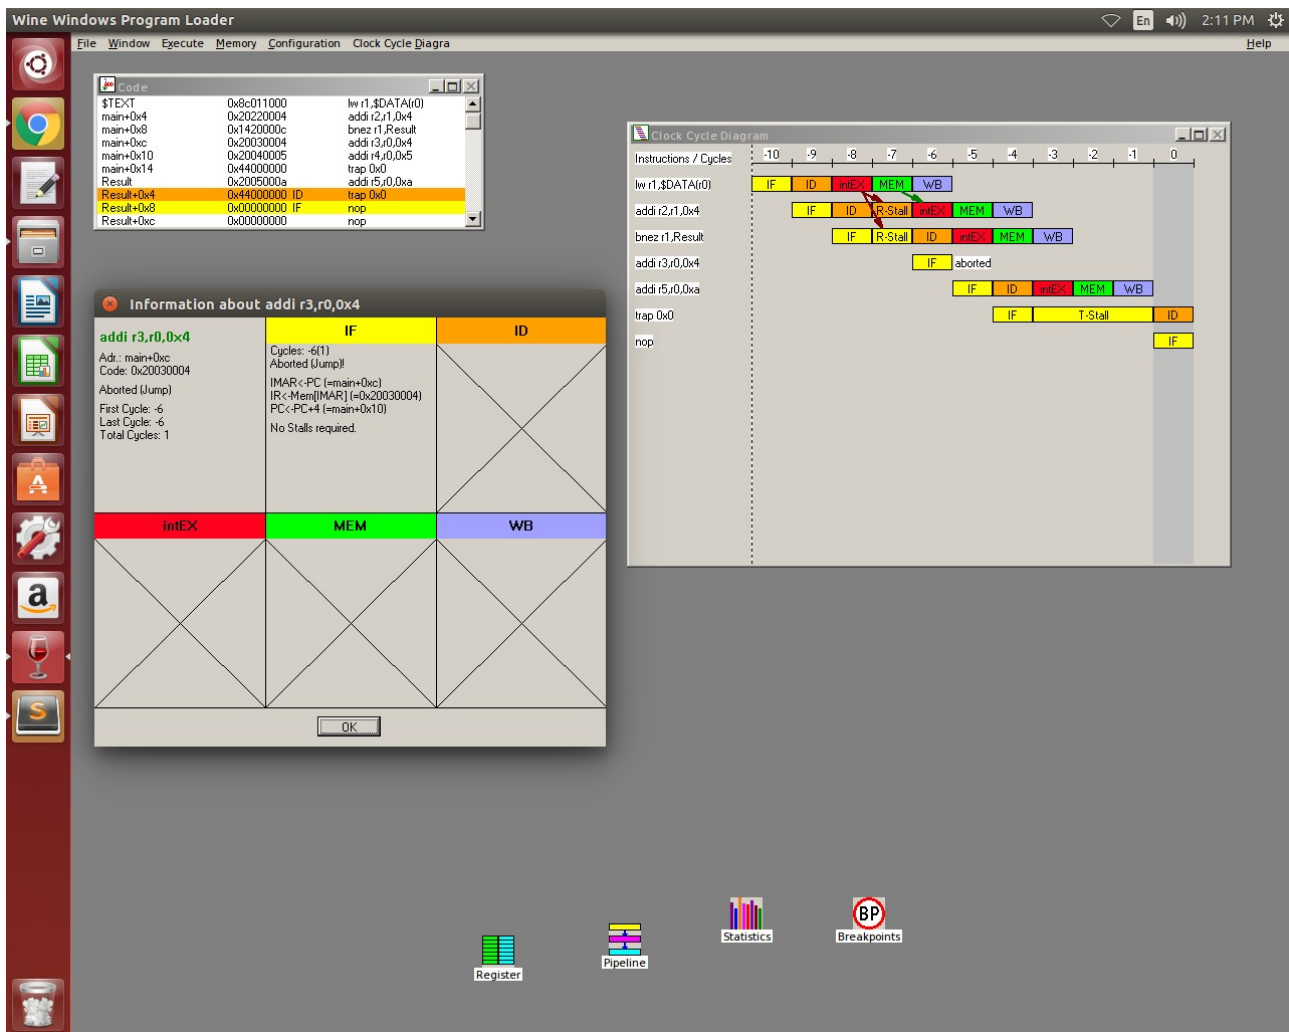 Wine Windows Program Loader
En 2:11 PM
File Window Execute Memory Configuration Clock Cycle Diagra Help
Code
$TEXT 0x8c011000 lw r1,$DATA(r0)
main+0x4 0x20220004 addi r2,r1,0x4
main+0x8 0x1420000c bnez r1,Result
main+0xc 0x20030004 addi r3,r0,0x4
main+0x10 0x20040005 addi r4,r0,0x5
main+0x14 0x44000000 trap 0x0
Result 0x2005000a addi r5,r0,0xa
Result+0x4 0x44000000 ID trap 0x0
Result+0x8 0x00000000 IF nop
Result+0xc 0x00000000 nop
Clock Cycle Diagram
Instructions / Cycles -10 -9 -8 -7 -6 -5 -4 -3 -2 -1 0
lw r1,$DATA(r0) IF ID intEX MEM WB
addi r2,r1,0x4 IF ID R-Stall intEX MEM WB
bnez r1,Result IF R-Stall ID intEX MEM WB
addi r3,r0,0x4 IF aborted
addi r5,r0,0xa IF ID intEX MEM WB
trap 0x0 IF T-Stall ID
nop IF
Information about addi r3,r0,0x4
addi r3,r0,0x4
Adr.: main+0xc
Code: 0x20030004
Aborted (Jump)
First Cycle: -6
Last Cycle: -6
Total Cycles: 1
IF
Cycles: -6(1)
Aborted (Jump)!
IMAR<-PC (=main+0xc)
IR<-Mem[IMAR] (=0x20030004)
PC<-PC+4 (=main+0x10)
No Stalls required.
ID
intEX
MEM
WB
OK
Register
Pipeline
Statistics
BP
Breakpoints